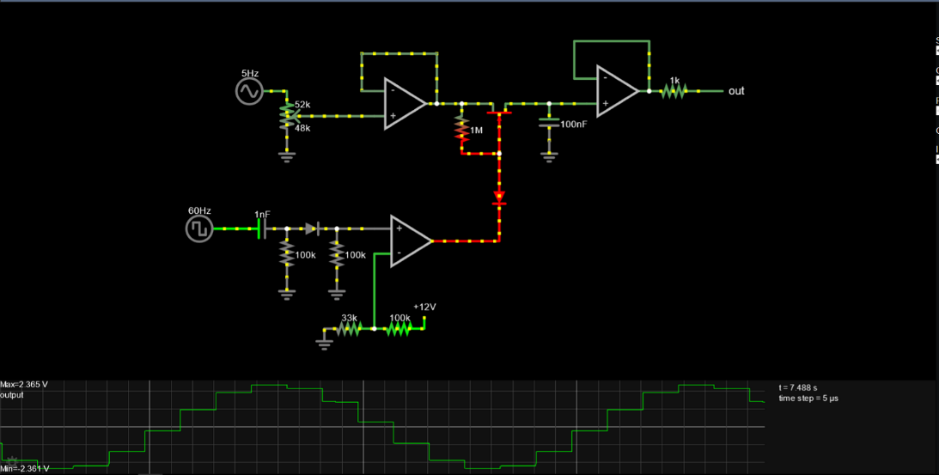 5Hz
52k
48k
1M
100nF
1k
out
60Hz
1nF
100k
100k
33k
100k
+12V
-
+
-
+
+
-
Max=2.365 V
output
Min=-2.361 V
t = 7.488 s
time step = 5 µs